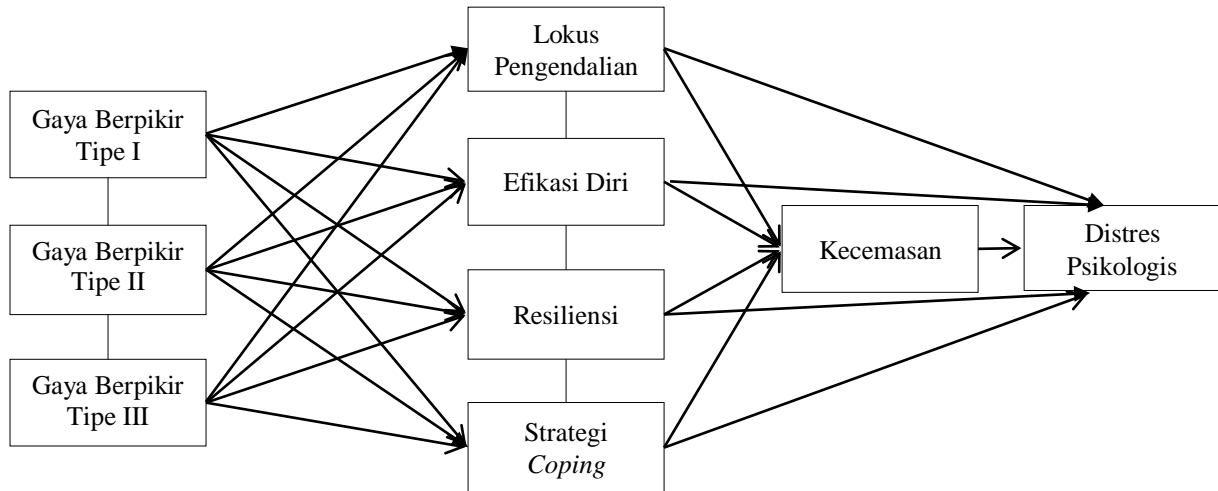 Gaya Berpikir
Tipe I
Gaya Berpikir
Tipe II
Gaya Berpikir
Tipe III
Lokus
Pengendalian
Efikasi Diri
Resiliensi
Strategi
Coping
Kecemasan
Distres
Psikologis